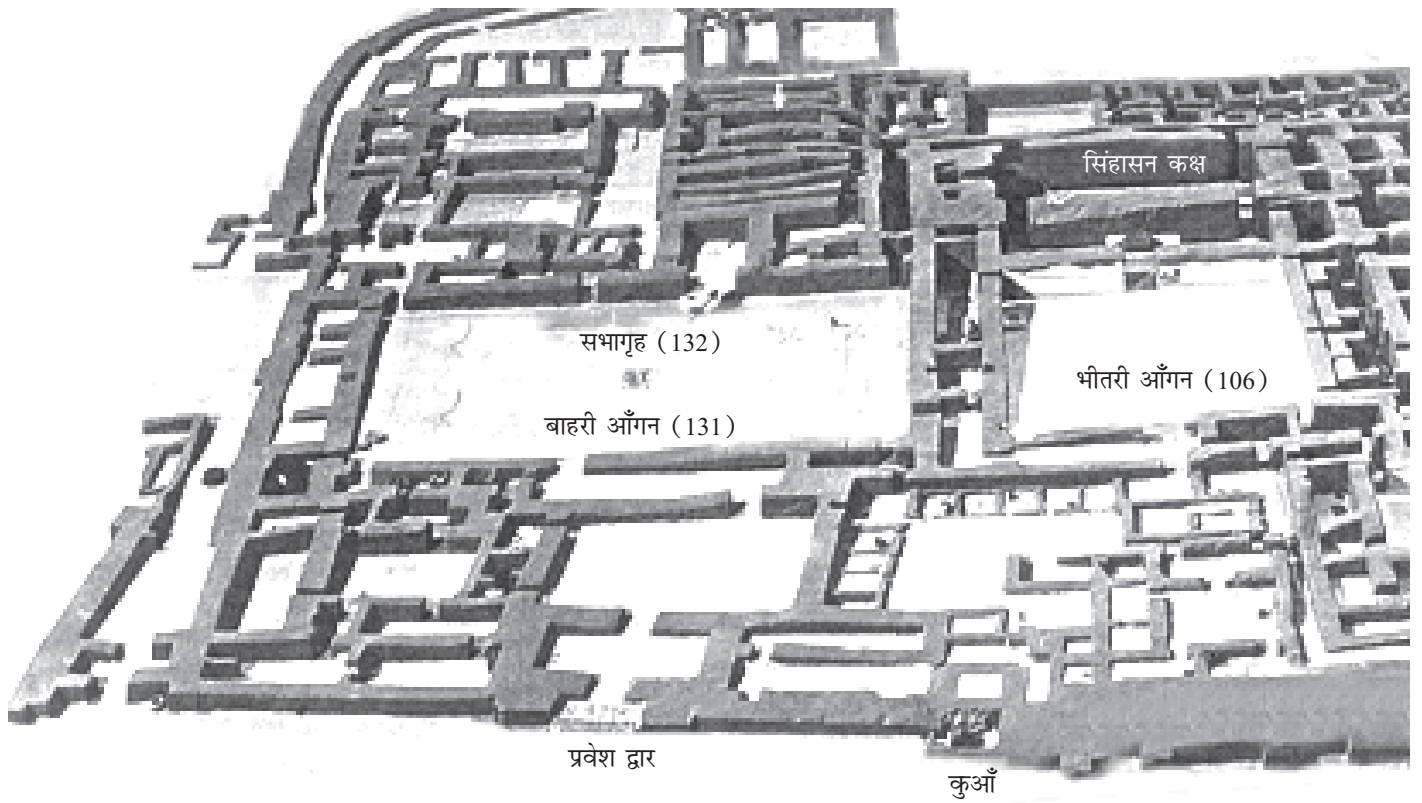 सिंहासन कक्ष
सभागृह (132)
भीतरी आँगन (106)
बाहरी आँगन (131)
प्रवेश द्वार
कुआँ